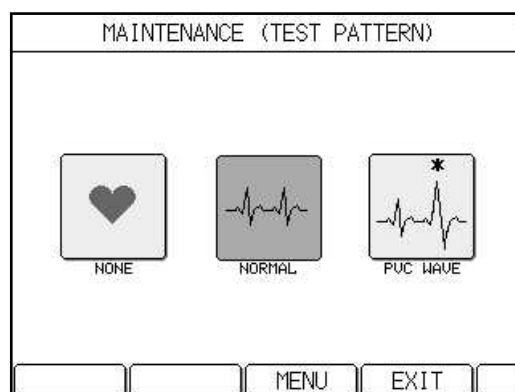 MAINTENANCE (TEST PATTERN)
*
NONE NORMAL PVC WAVE
MENU EXIT